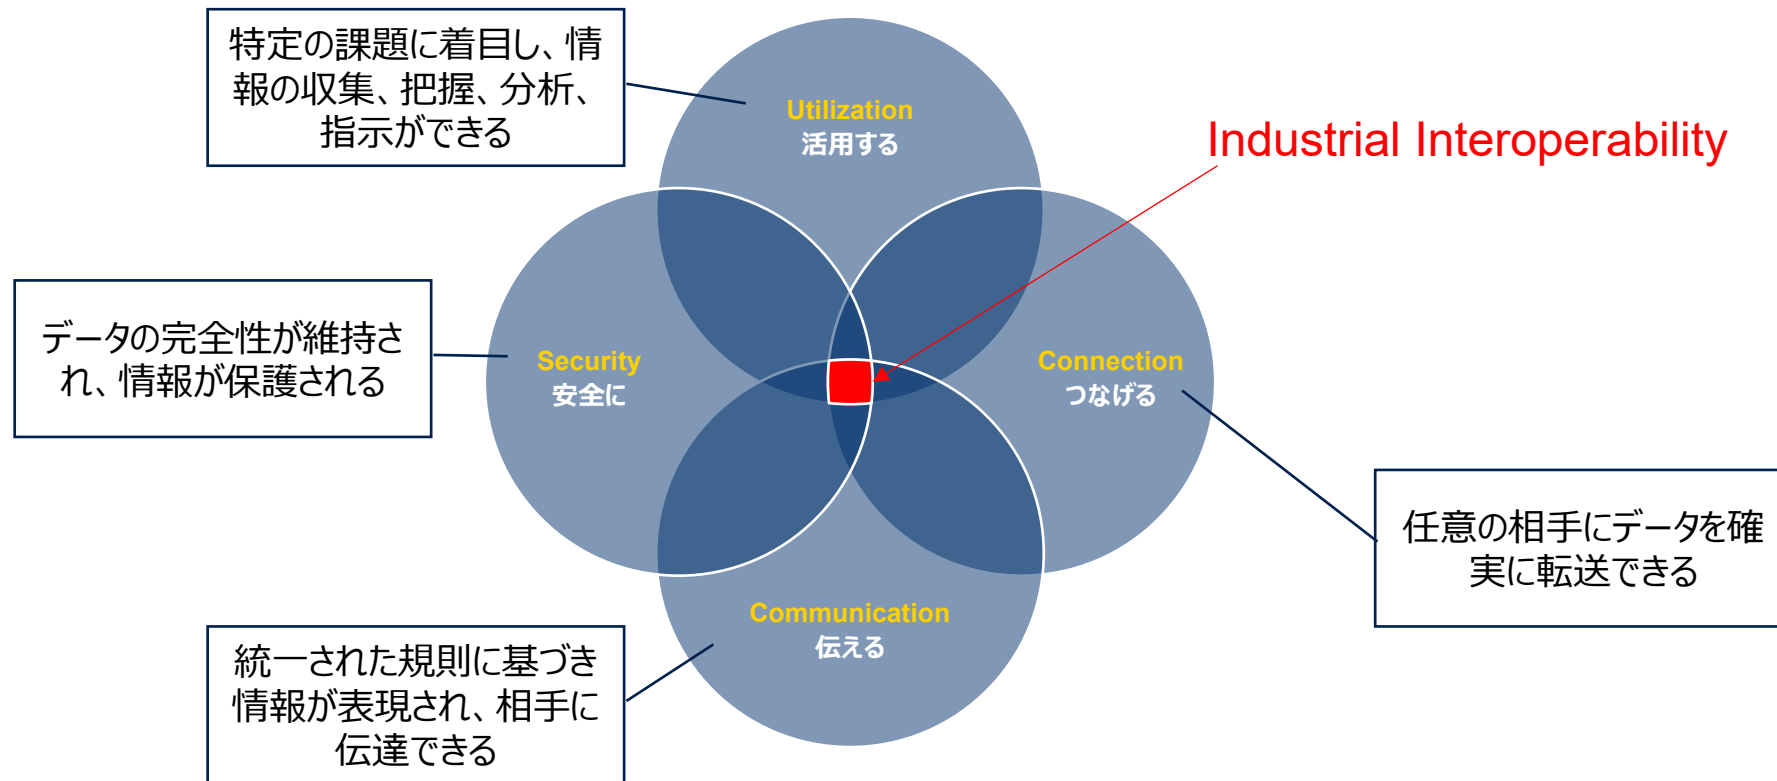 特定の課題に着目し、情
報の収集、把握、分析、
指示ができる
Utilization
活用する
Industrial Interoperability
データの完全性が維持さ
れ、情報が保護される
Security
安全に
Connection
つなげる
任意の相手にデータを確
実に転送できる
Communication
伝える
統一された規則に基づき
情報が表現され、相手に
伝達できる